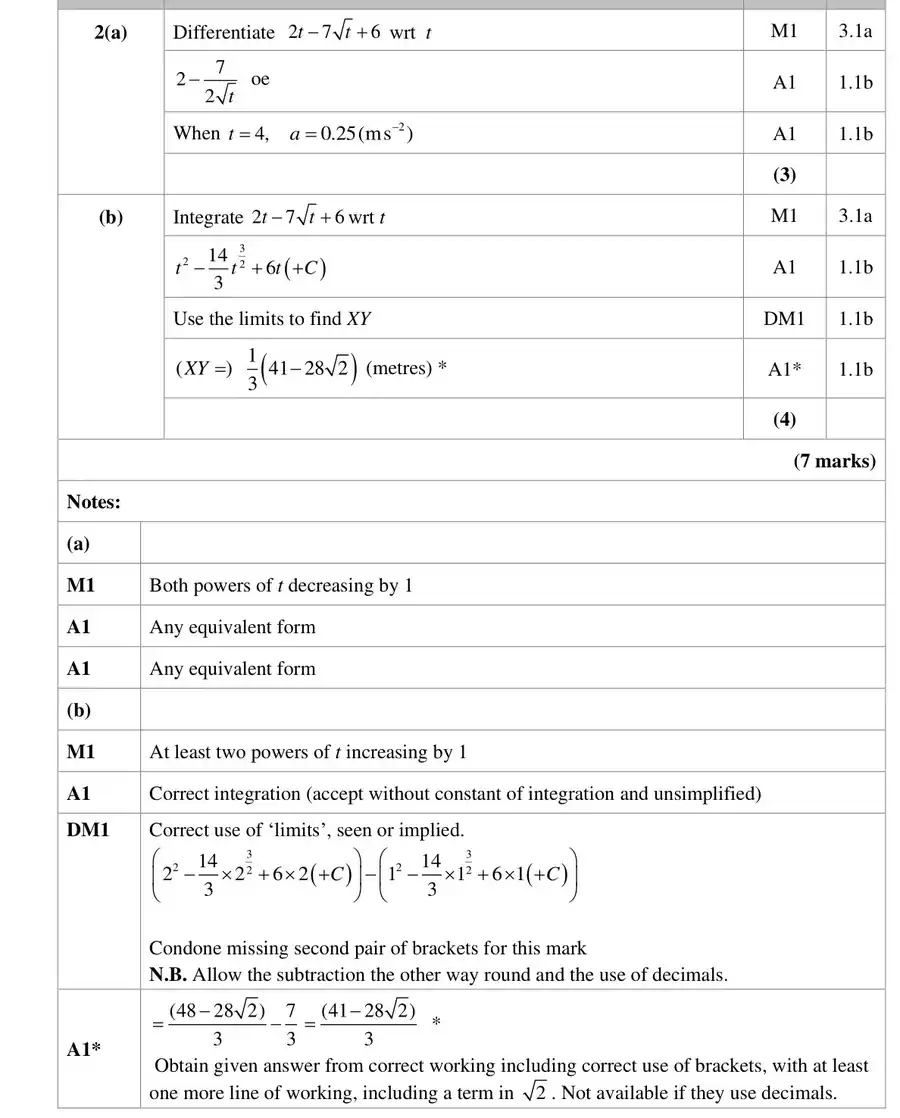 2(a) Differentiate 2t − 7√t + 6 wrt t M1 3.1a
2 − 7/(2√t) oe A1 1.1b
When t = 4, a = 0.25 (m s⁻²) A1 1.1b
(3)
(b) Integrate 2t − 7√t + 6 wrt t M1 3.1a
t² − 14/3 t^(3/2) + 6t (+C) A1 1.1b
Use the limits to find XY DM1 1.1b
(XY =) 1/3 (41 − 28√2) (metres) * A1* 1.1b
(4)
(7 marks)
Notes:
(a)
M1 Both powers of t decreasing by 1
A1 Any equivalent form
A1 Any equivalent form
(b)
M1 At least two powers of t increasing by 1
A1 Correct integration (accept without constant of integration and unsimplified)
DM1 Correct use of ‘limits’, seen or implied.
(2² − 14/3 × 2^(3/2) + 6 × 2 (+C)) − (1² − 14/3 × 1^(3/2) + 6 × 1 (+C))
Condone missing second pair of brackets for this mark
N.B. Allow the subtraction the other way round and the use of decimals.
A1* = (48 − 28√2)/3 − 7/3 = (41 − 28√2)/3 *
Obtain given answer from correct working including correct use of brackets, with at least
one more line of working, including a term in √2 . Not available if they use decimals.